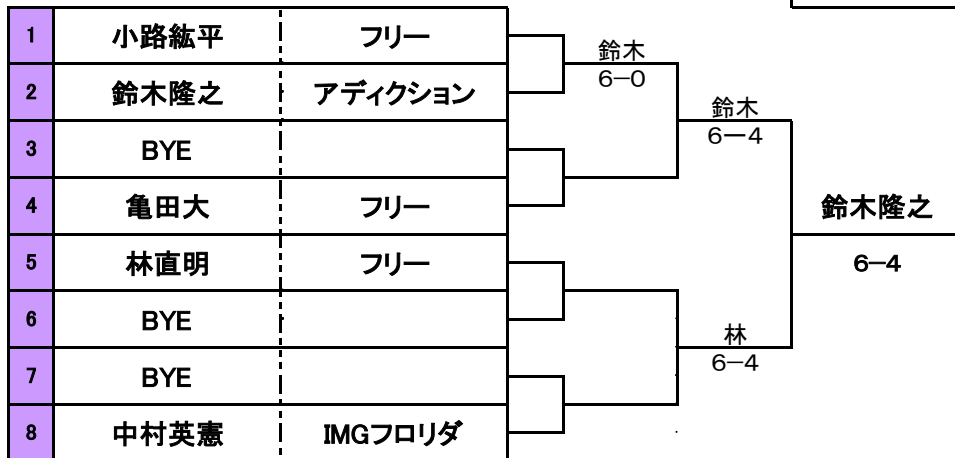 1 小路紘平 フリー
2 鈴木隆之 アディクション
3 BYE
4 亀田大 フリー
5 林直明 フリー
6 BYE
7 BYE
8 中村英憲 IMGフロリダ
鈴木
6-0
鈴木
6-4
林
6-4
鈴木隆之
6-4